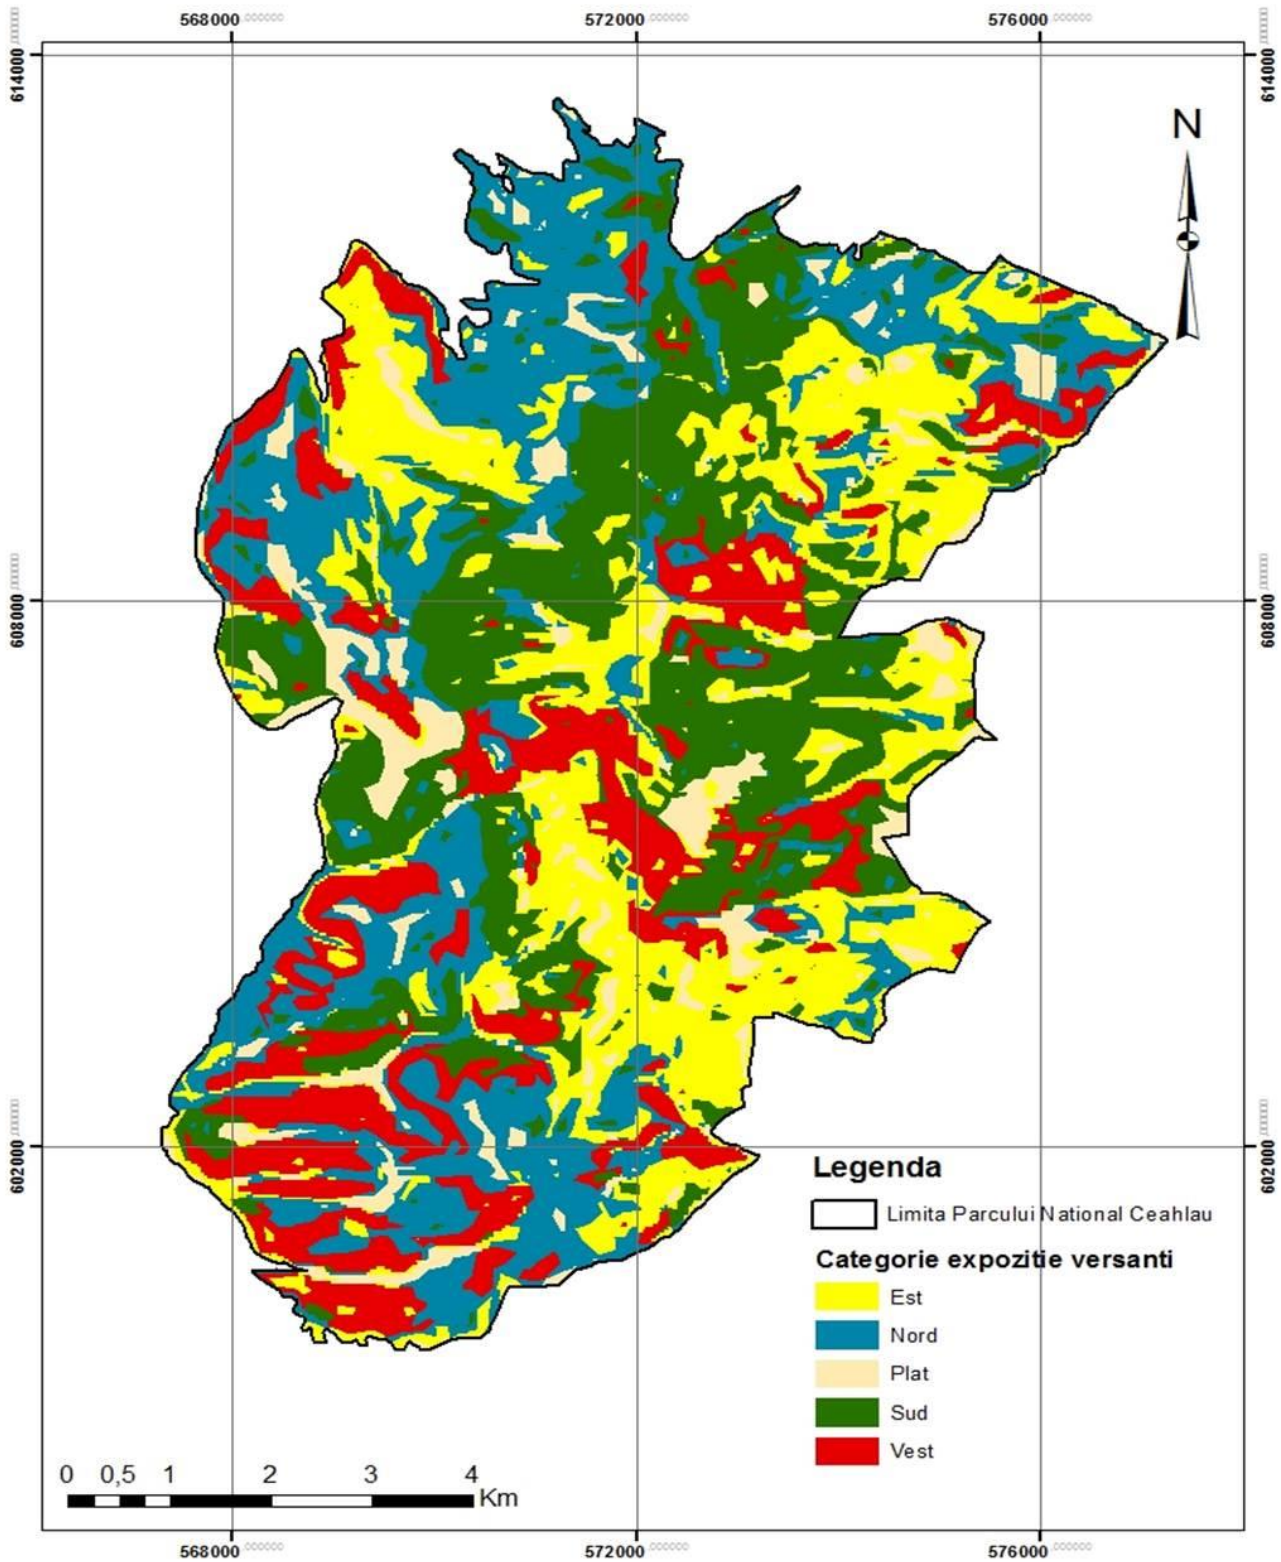 568000 572000 576000
614000 614000
N
608000 608000
602000 602000
Legenda
Limita Parcului National Ceahlau
Categorie expozitie versanti
Est
Nord
Plat
Sud
Vest
0 0,5 1 2 3 4
Km
568000 572000 576000